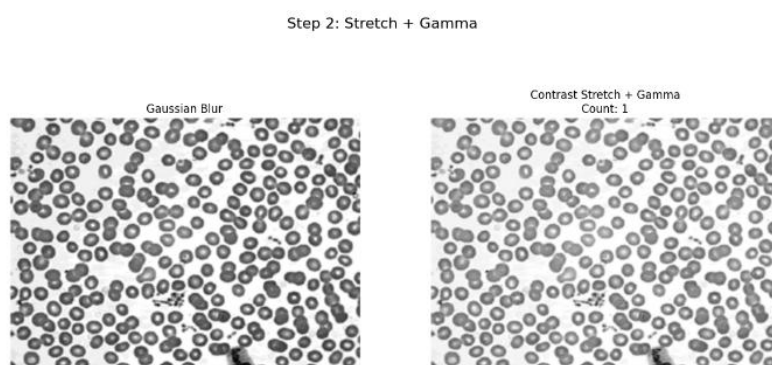 Step 2: Stretch + Gamma
Gaussian Blur
Contrast Stretch + Gamma
Count: 1